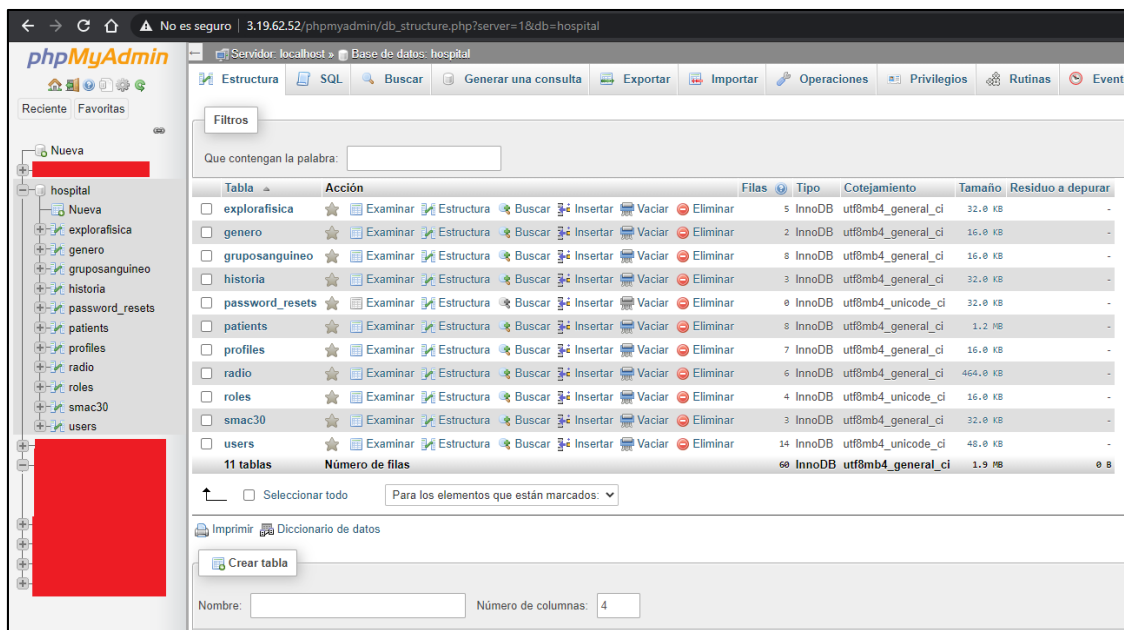 No es seguro 3.19.62.52/phpmyadmin/db_structure.php?server=1&db=hospital
phpMyAdmin
Reciente Favoritas
Nueva
hospital
Nueva
explorafisica
genero
gruposanguineo
historia
password_resets
patients
profiles
radio
roles
smac30
users
Servidor: localhost » Base de datos: hospital
Estructura SQL Buscar Generar una consulta Exportar Importar Operaciones Privilegios Rutinas Event
Filtros
Que contengan la palabra:
Tabla Acción Filas Tipo Cotejamiento Tamaño Residuo a depurar
explorafisica Examinar Estructura Buscar Insertar Vaciar Eliminar 5 InnoDB utf8mb4_general_ci 32.0 KB -
genero Examinar Estructura Buscar Insertar Vaciar Eliminar 2 InnoDB utf8mb4_general_ci 16.0 KB -
gruposanguineo Examinar Estructura Buscar Insertar Vaciar Eliminar 8 InnoDB utf8mb4_general_ci 16.0 KB -
historia Examinar Estructura Buscar Insertar Vaciar Eliminar 3 InnoDB utf8mb4_general_ci 32.0 KB -
password_resets Examinar Estructura Buscar Insertar Vaciar Eliminar 0 InnoDB utf8mb4_unicode_ci 32.0 KB -
patients Examinar Estructura Buscar Insertar Vaciar Eliminar 8 InnoDB utf8mb4_general_ci 1.2 MB -
profiles Examinar Estructura Buscar Insertar Vaciar Eliminar 7 InnoDB utf8mb4_general_ci 16.0 KB -
radio Examinar Estructura Buscar Insertar Vaciar Eliminar 6 InnoDB utf8mb4_general_ci 464.0 KB -
roles Examinar Estructura Buscar Insertar Vaciar Eliminar 4 InnoDB utf8mb4_unicode_ci 16.0 KB -
smac30 Examinar Estructura Buscar Insertar Vaciar Eliminar 3 InnoDB utf8mb4_general_ci 32.0 KB -
users Examinar Estructura Buscar Insertar Vaciar Eliminar 14 InnoDB utf8mb4_unicode_ci 48.0 KB -
11 tablas Número de filas 60 InnoDB utf8mb4_general_ci 1.9 MB 0 B
Seleccionar todo Para los elementos que están marcados:
Imprimir Diccionario de datos
Crear tabla
Nombre: Número de columnas: 4